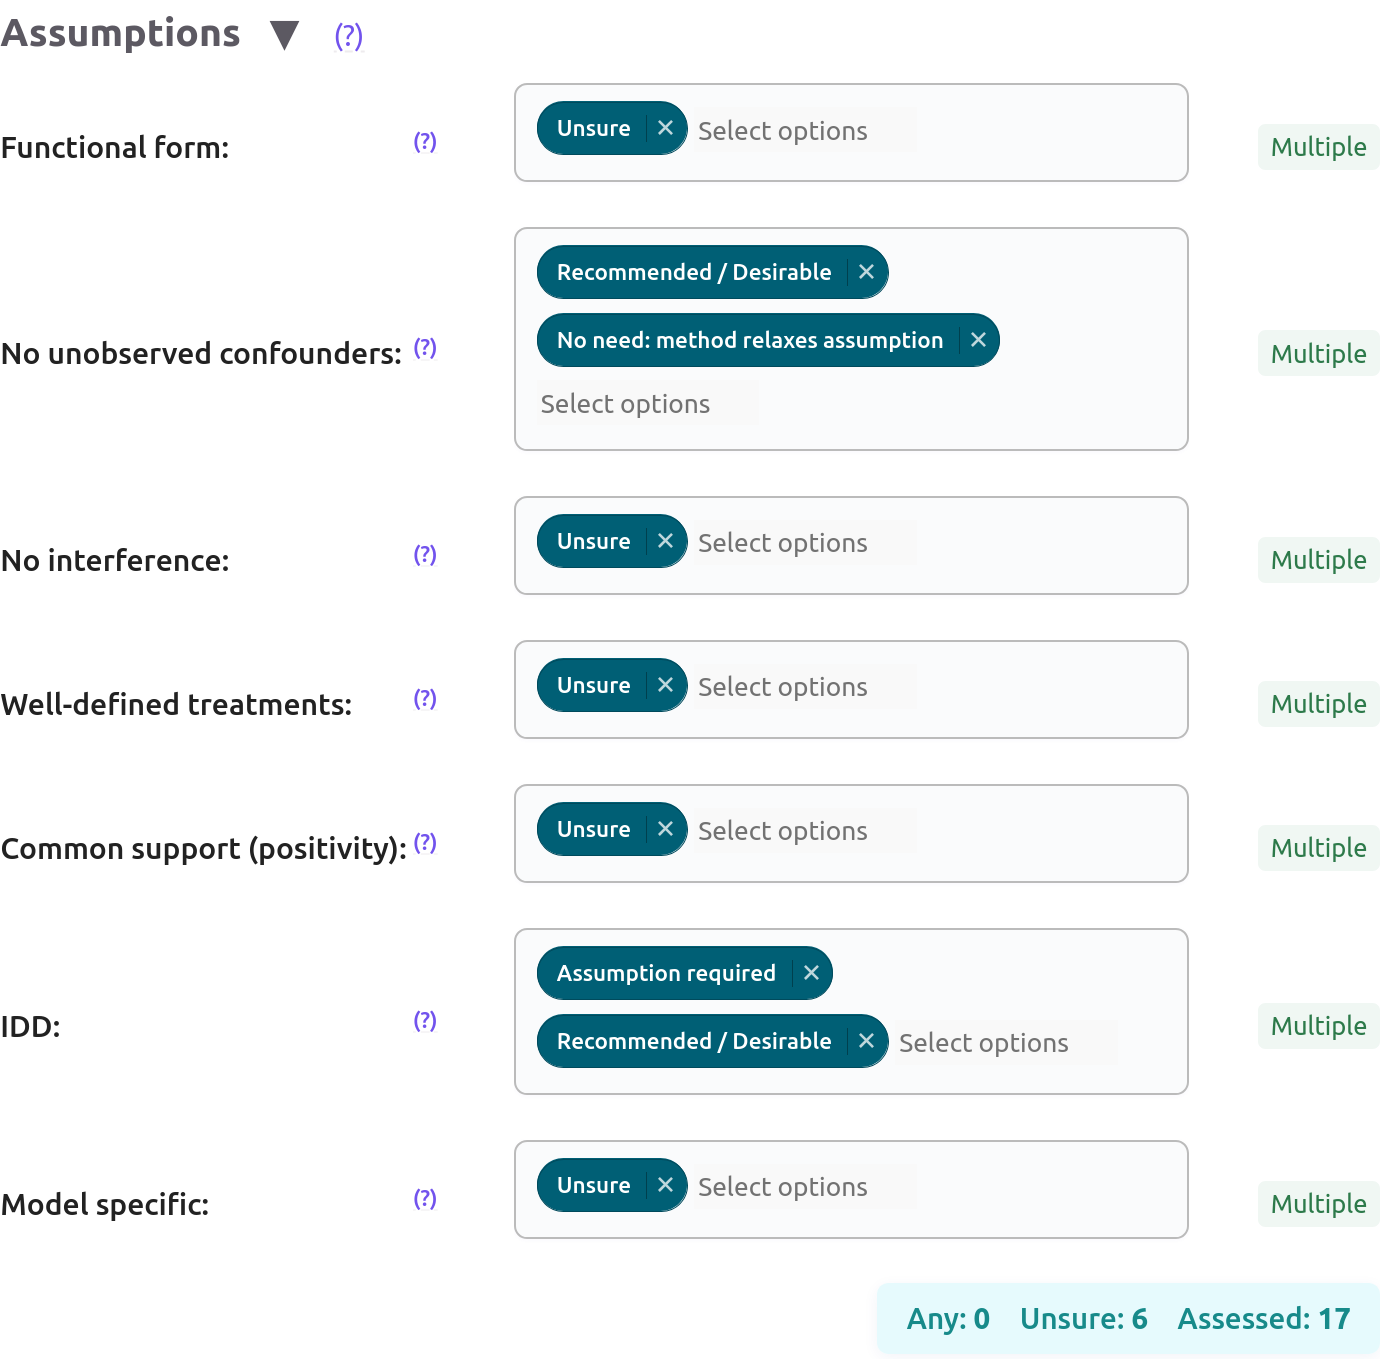 Assumptions ▼ (?)
Functional form: (?) Unsure × Select options Multiple
Recommended / Desirable ×
No unobserved confounders: (?) No need: method relaxes assumption × Multiple
Select options
No interference: (?) Unsure × Select options Multiple
Well-defined treatments: (?) Unsure × Select options Multiple
Common support (positivity): (?) Unsure × Select options Multiple
Assumption required ×
IDD: (?) Recommended / Desirable × Select options Multiple
Model specific: (?) Unsure × Select options Multiple
Any: 0 Unsure: 6 Assessed: 17